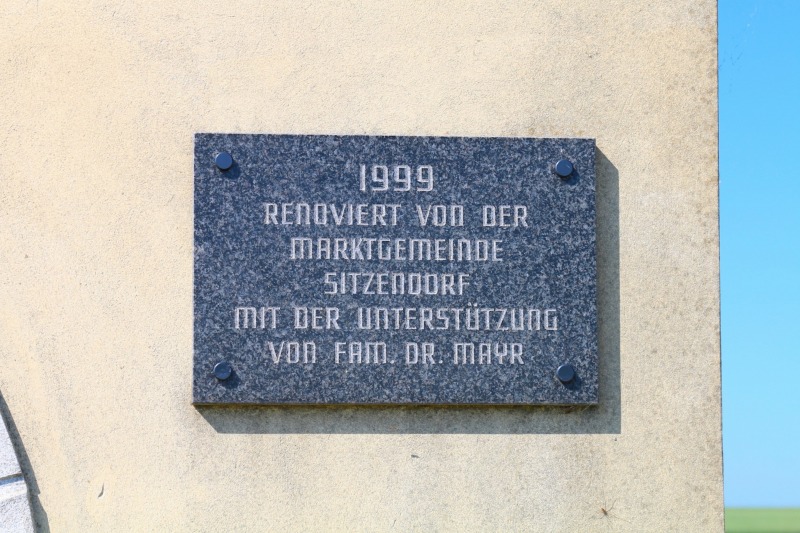 1999
RENOVIERT VON DER
MARKTGEMEINDE
SITZENDORF
MIT DER UNTERSTÜTZUNG
VON FAM. DR. MAYR